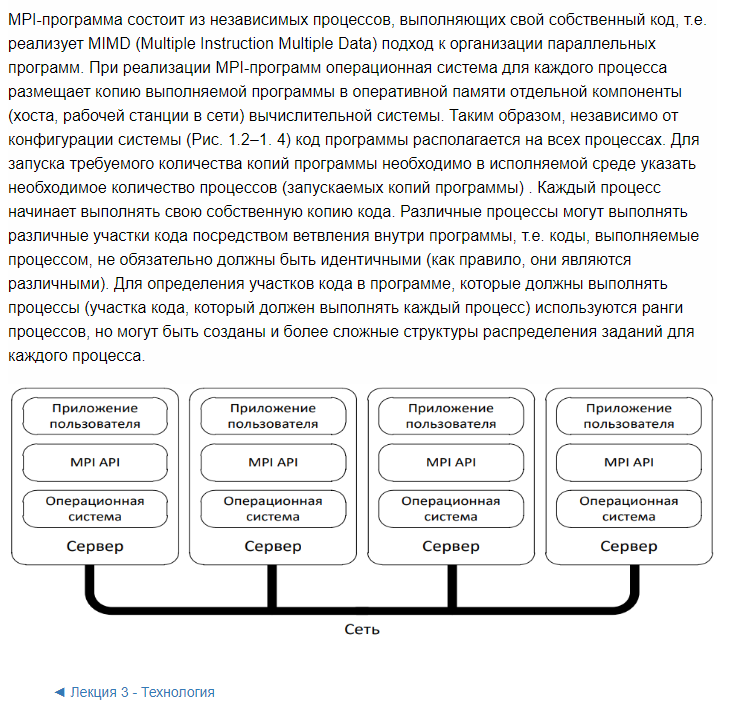 MPI-программа состоит из независимых процессов, выполняющих свой собственный код, т.е.
реализует MIMD (Multiple Instruction Multiple Data) подход к организации параллельных
программ. При реализации MPI-программ операционная система для каждого процесса
размещает копию выполняемой программы в оперативной памяти отдельной компоненты
(хоста, рабочей станции в сети) вычислительной системы. Таким образом, независимо от
конфигурации системы (Рис. 1.2–1. 4) код программы располагается на всех процессах. Для
запуска требуемого количества копий программы необходимо в исполняемой среде указать
необходимое количество процессов (запускаемых копий программы) . Каждый процесс
начинает выполнять свою собственную копию кода. Различные процессы могут выполнять
различные участки кода посредством ветвления внутри программы, т.е. коды, выполняемые
процессом, не обязательно должны быть идентичными (как правило, они являются
различными). Для определения участков кода в программе, которые должны выполнять
процессы (участка кода, который должен выполнять каждый процесс) используются ранги
процессов, но могут быть созданы и более сложные структуры распределения заданий для
каждого процесса.
Приложение
пользователя
MPI API
Операционная
система
Сервер
Приложение
пользователя
MPI API
Операционная
система
Сервер
Приложение
пользователя
MPI API
Операционная
система
Сервер
Приложение
пользователя
MPI API
Операционная
система
Сервер
Сеть
◄ Лекция 3 - Технология